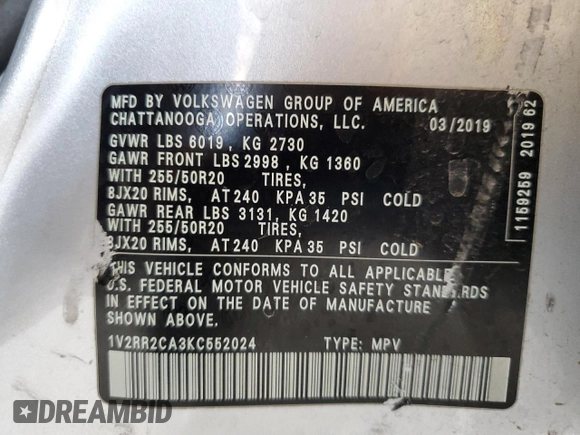 MFD BY VOLKSWAGEN GROUP OF AMERICA
CHATTANOOGA OPERATIONS, LLC.
03/2019
GVWR LBS 6019, KG 2730
GAWR FRONT LBS 2998, KG 1360
WITH 255/50R20 TIRES,
8JX20 RIMS, AT 240 KPA 35 PSI COLD
GAWR REAR LBS 3131, KG 1420
WITH 255/50R20 TIRES,
8JX20 RIMS, AT 240 KPA 35 PSI COLD
THIS VEHICLE CONFORMS TO ALL APPLICABLE
U.S. FEDERAL MOTOR VEHICLE SAFETY STANDARDS
IN EFFECT ON THE DATE OF MANUFACTURE
SHOWN ABOVE.
1V2RR2CA3KC552024 TYPE: MPV
1159259 2019 62
DREAMBID